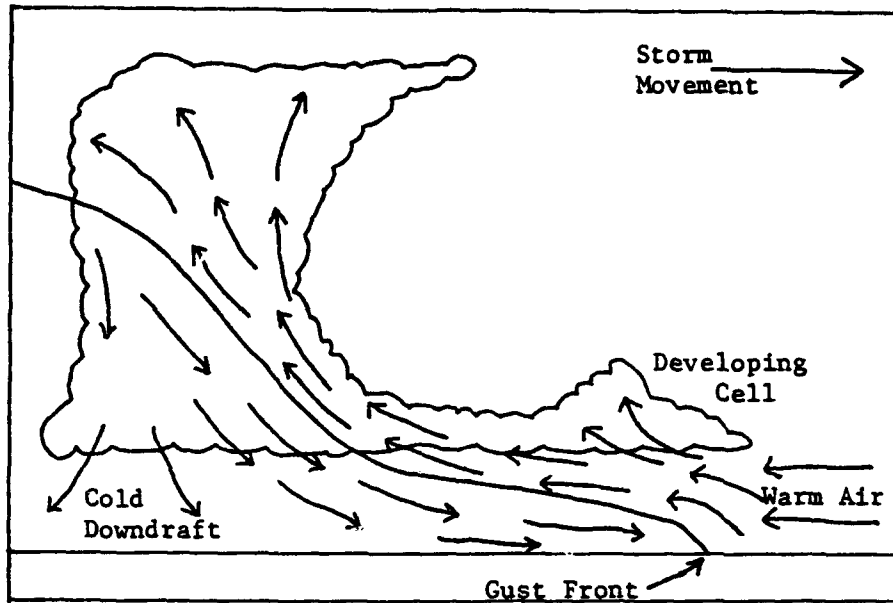 Storm
Movement
Developing
Cell
Warm Air
Cold
Downdraft
Gust Front